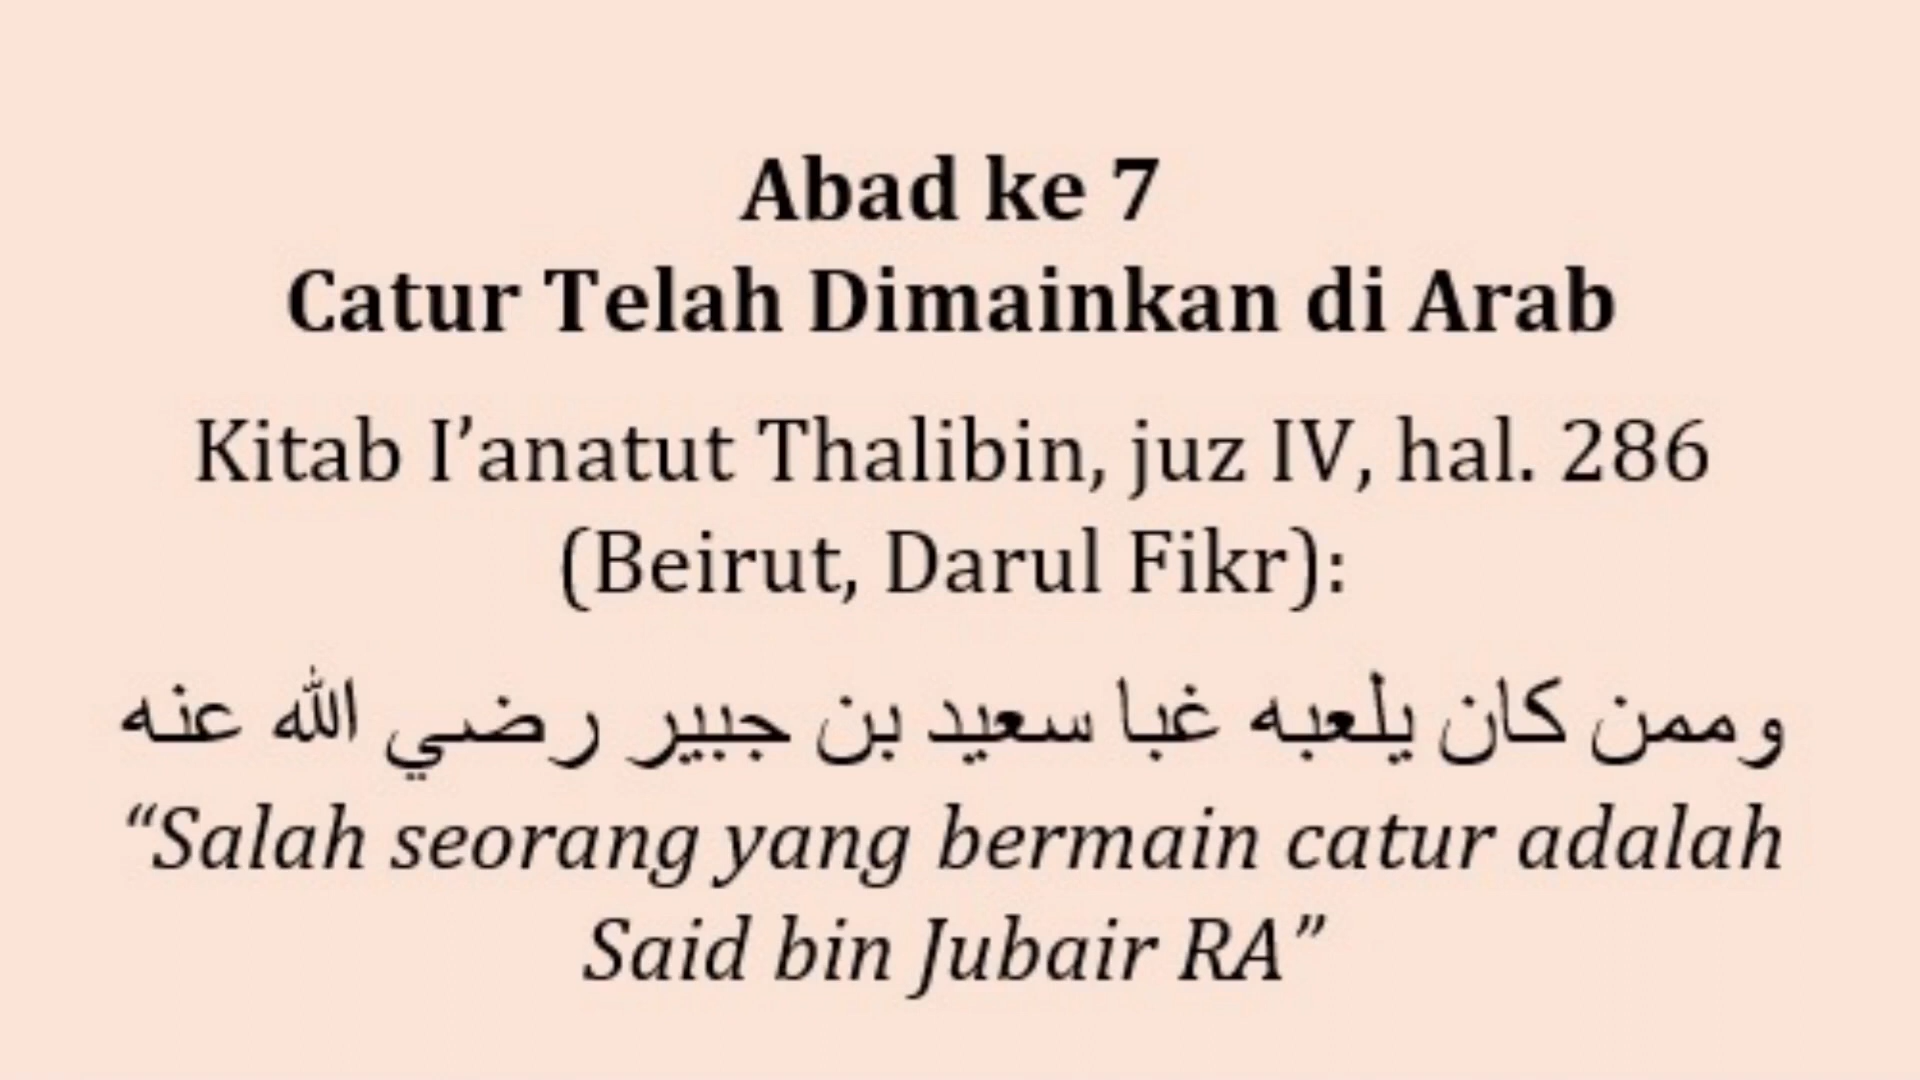 Abad ke 7
Catur Telah Dimainkan di Arab
Kitab I’anatut Thalibin, juz IV, hal. 286
(Beirut, Darul Fikr):
وممن كان يلعبه غبا سعيد بن جبير رضي الله عنه
“Salah seorang yang bermain catur adalah
Said bin Jubair RA”